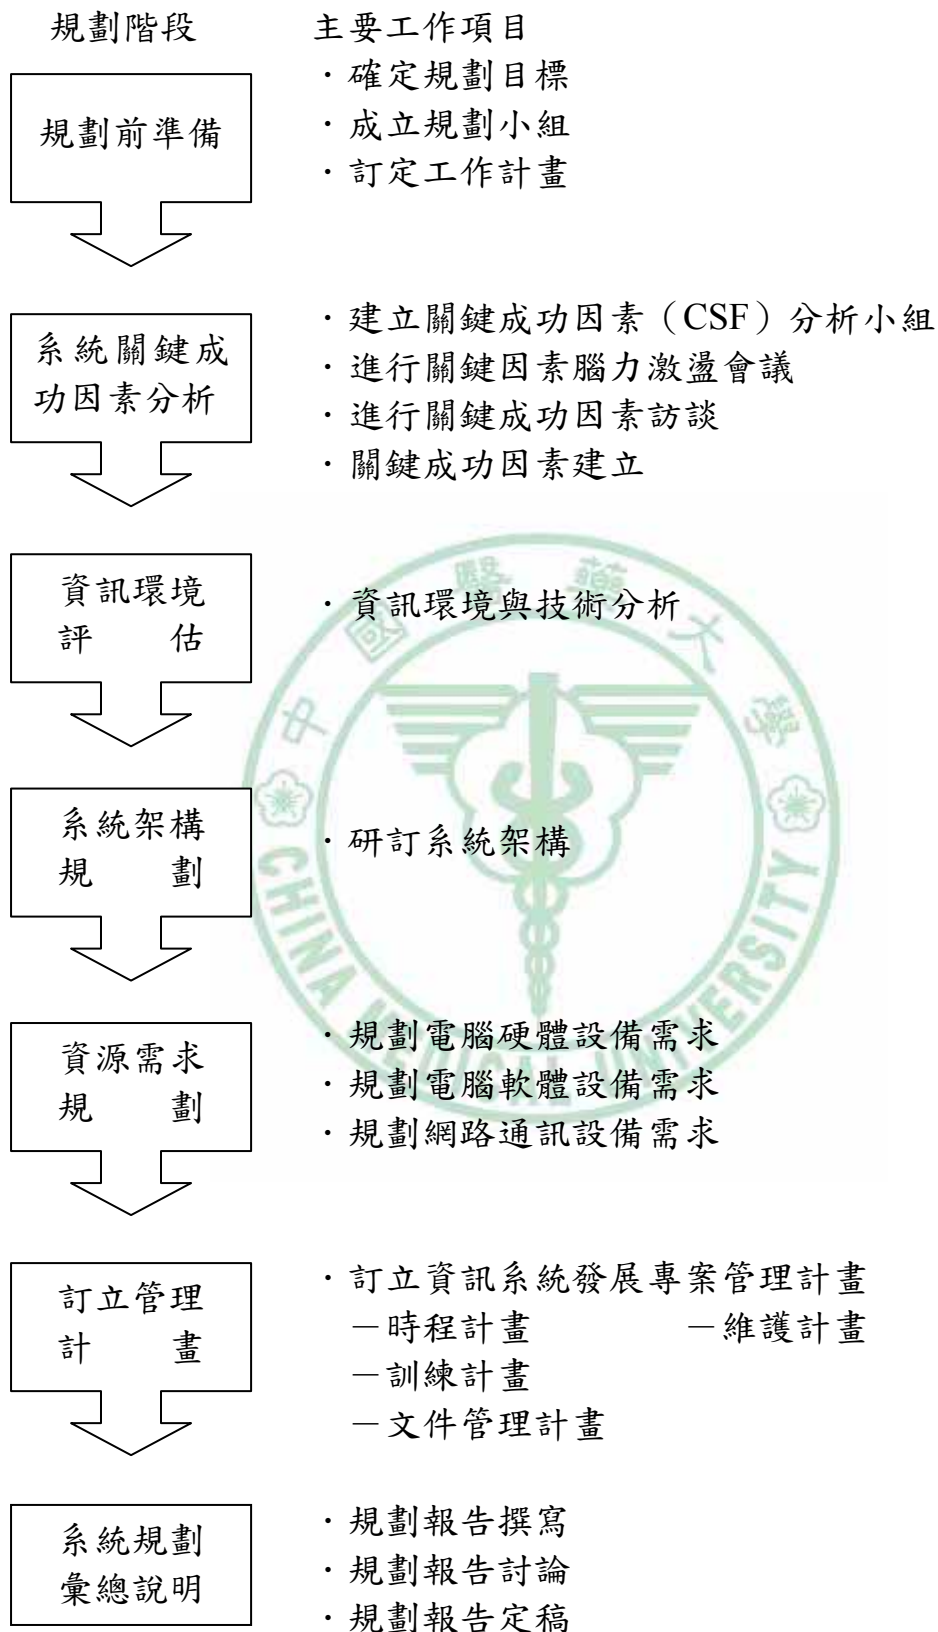 規劃階段 主要工作項目
規劃前準備
·確定規劃目標
·成立規劃小組
·訂定工作計畫
系統關鍵成
功因素分析
·建立關鍵成功因素（CSF）分析小組
·進行關鍵因素腦力激盪會議
·進行關鍵成功因素訪談
·關鍵成功因素建立
資訊環境
評 估
·資訊環境與技術分析
系統架構
規 劃
·研訂系統架構
資源需求
規 劃
·規劃電腦硬體設備需求
·規劃電腦軟體設備需求
·規劃網路通訊設備需求
訂立管理
計 畫
·訂立資訊系統發展專案管理計畫
－時程計畫 －維護計畫
－訓練計畫
－文件管理計畫
系統規劃
彙總說明
·規劃報告撰寫
·規劃報告討論
·規劃報告定稿
中國醫藥大學
CHINA MEDICAL UNIVERSITY